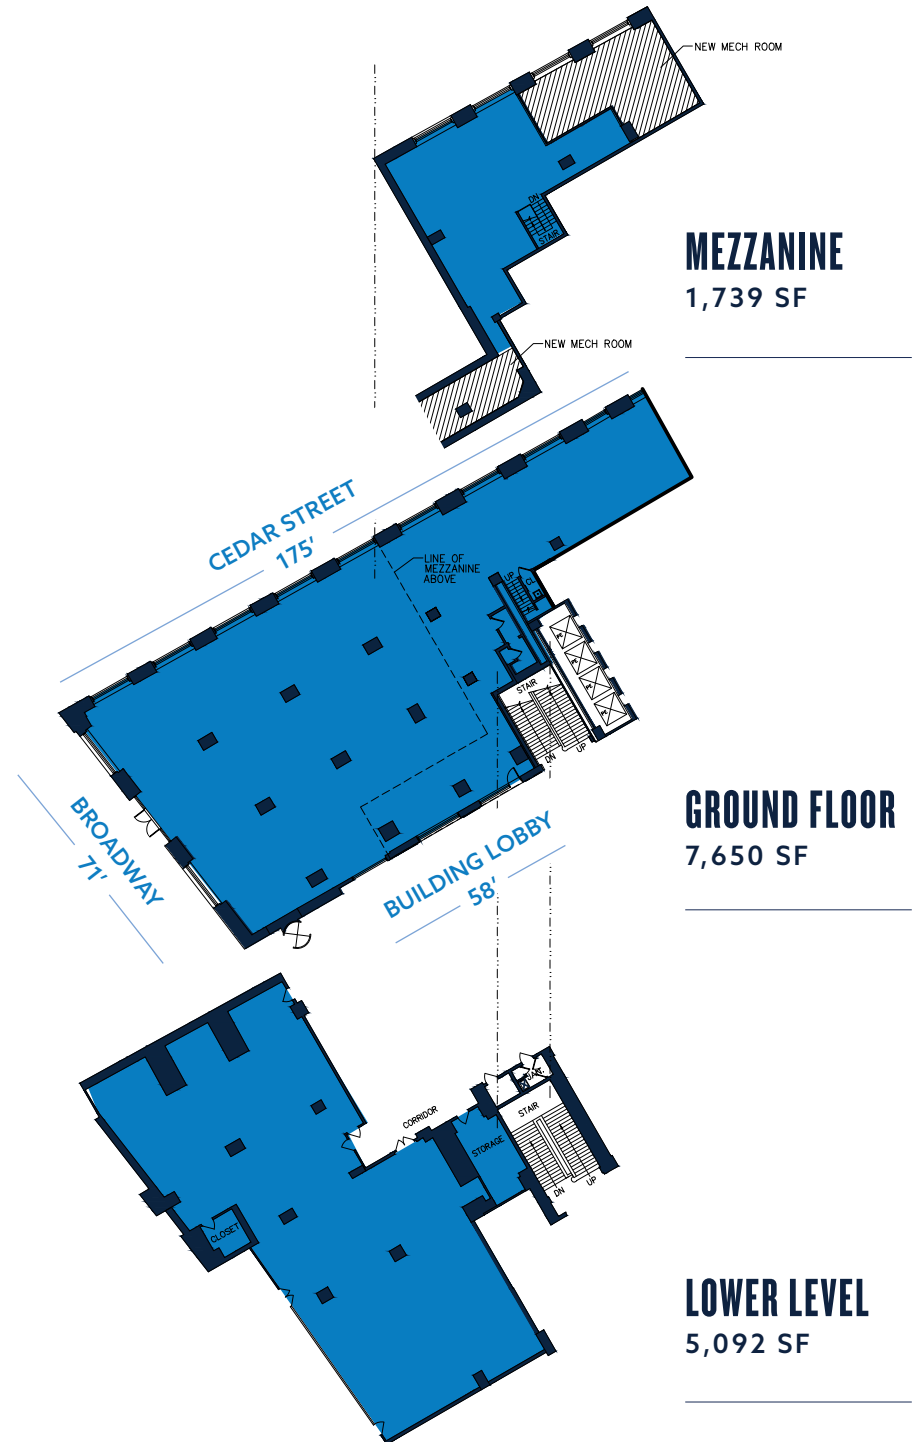 NEW MECH ROOM
DN
STAIR
MEZZANINE
1,739 SF
NEW MECH ROOM
CEDAR STREET
175’
LINE OF
MEZZANINE
ABOVE
UP
CL
STAIR
DN
UP
BROADWAY
71’
BUILDING LOBBY
58’
GROUND FLOOR
7,650 SF
JAN.
STAIR
CORRIDOR
STORAGE
DN
UP
CLOSET
LOWER LEVEL
5,092 SF